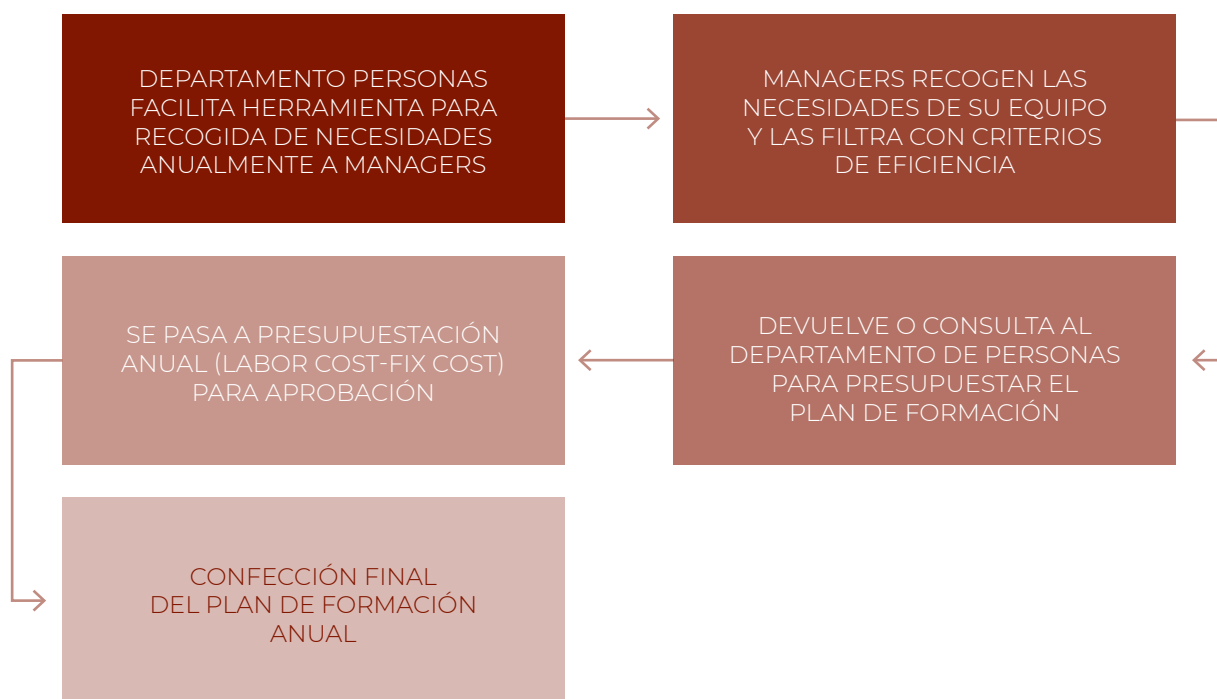 DEPARTAMENTO PERSONAS
FACILITA HERRAMIENTA PARA
RECOGIDA DE NECESIDADES
ANUALMENTE A MANAGERS
MANAGERS RECOGEN LAS
NECESIDADES DE SU EQUIPO
Y LAS FILTRA CON CRITERIOS
DE EFICIENCIA
DEVUELVE O CONSULTA AL
DEPARTAMENTO DE PERSONAS
PARA PRESUPUESTAR EL
PLAN DE FORMACIÓN
SE PASA A PRESUPUESTACIÓN
ANUAL (LABOR COST-FIX COST)
PARA APROBACIÓN
CONFECCIÓN FINAL
DEL PLAN DE FORMACIÓN
ANUAL